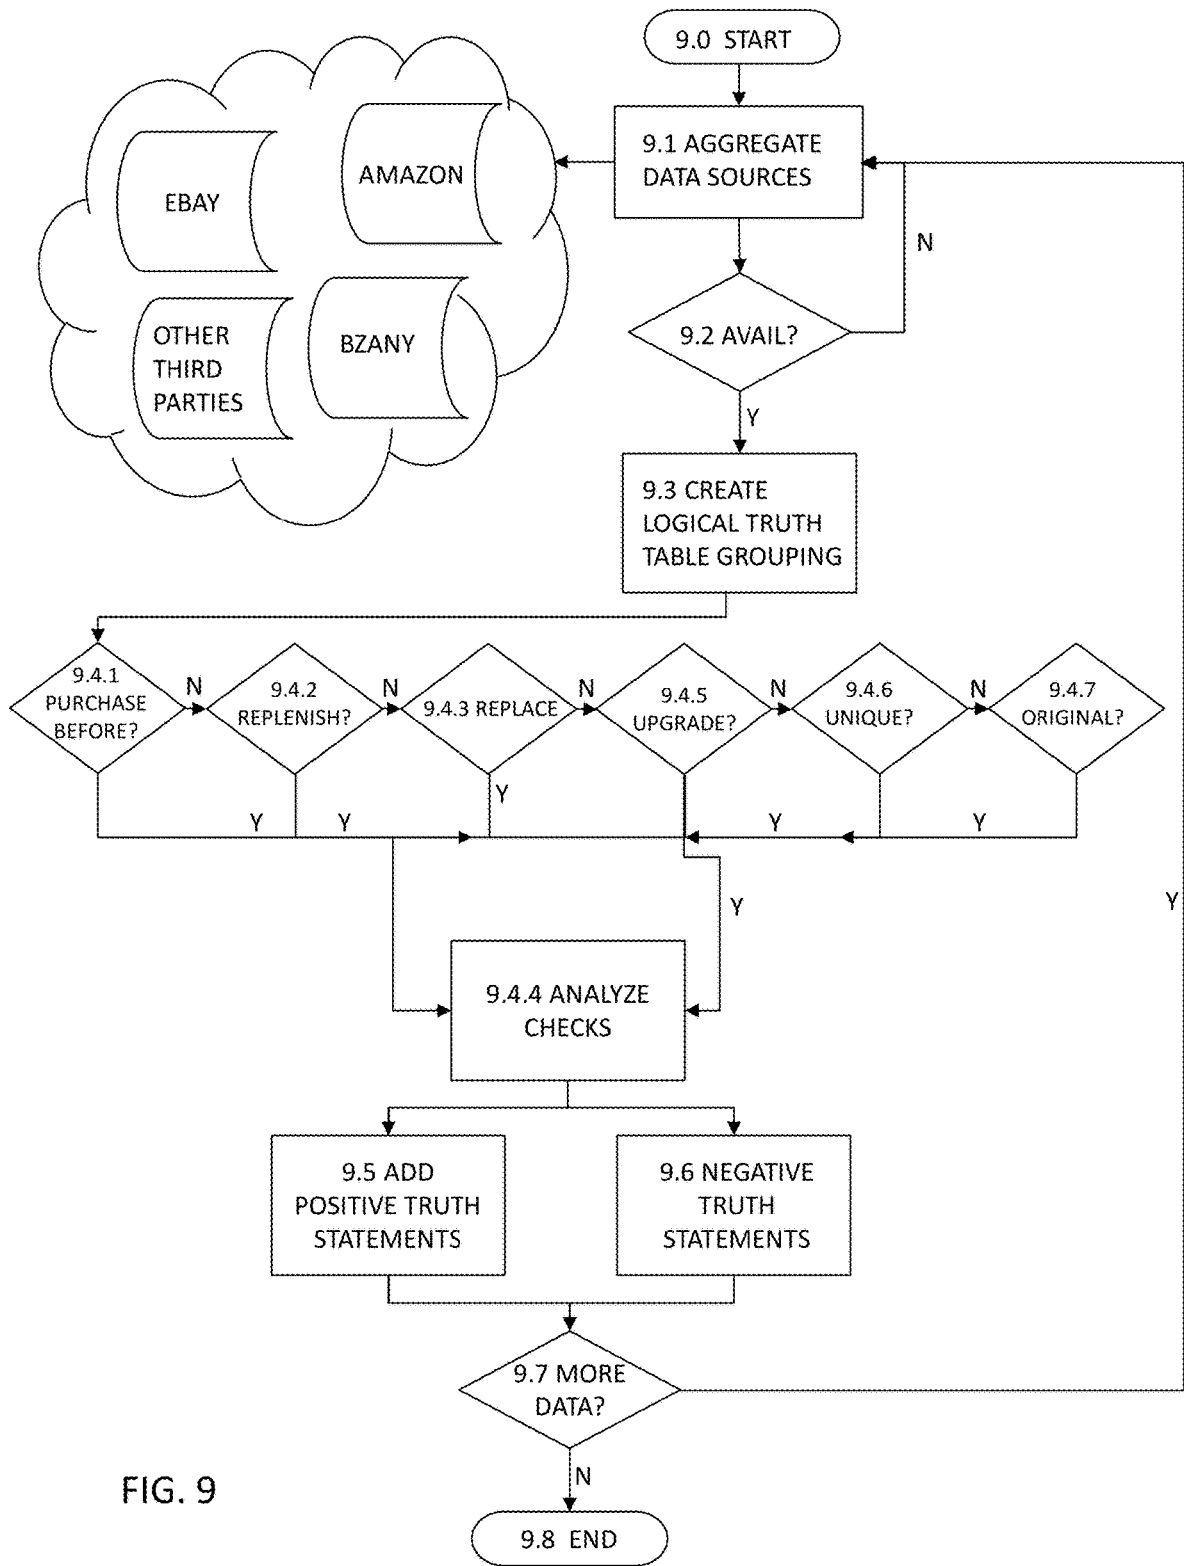 9.0 START
9.1 AGGREGATE
DATA SOURCES
AMAZON
EBAY
OTHER
THIRD
PARTIES
BZANY
N
9.2 AVAIL?
Y
9.3 CREATE
LOGICAL TRUTH
TABLE GROUPING
9.4.1
PURCHASE
BEFORE?
N
9.4.2
REPLENISH?
N
9.4.3 REPLACE
N
9.4.5
UPGRADE?
N
9.4.6
UNIQUE?
N
9.4.7
ORIGINAL?
Y
Y
Y
Y
Y
Y
Y
9.4.4 ANALYZE
CHECKS
9.5 ADD
POSITIVE TRUTH
STATEMENTS
9.6 NEGATIVE
TRUTH
STATEMENTS
9.7 MORE
DATA?
N
9.8 END
FIG. 9